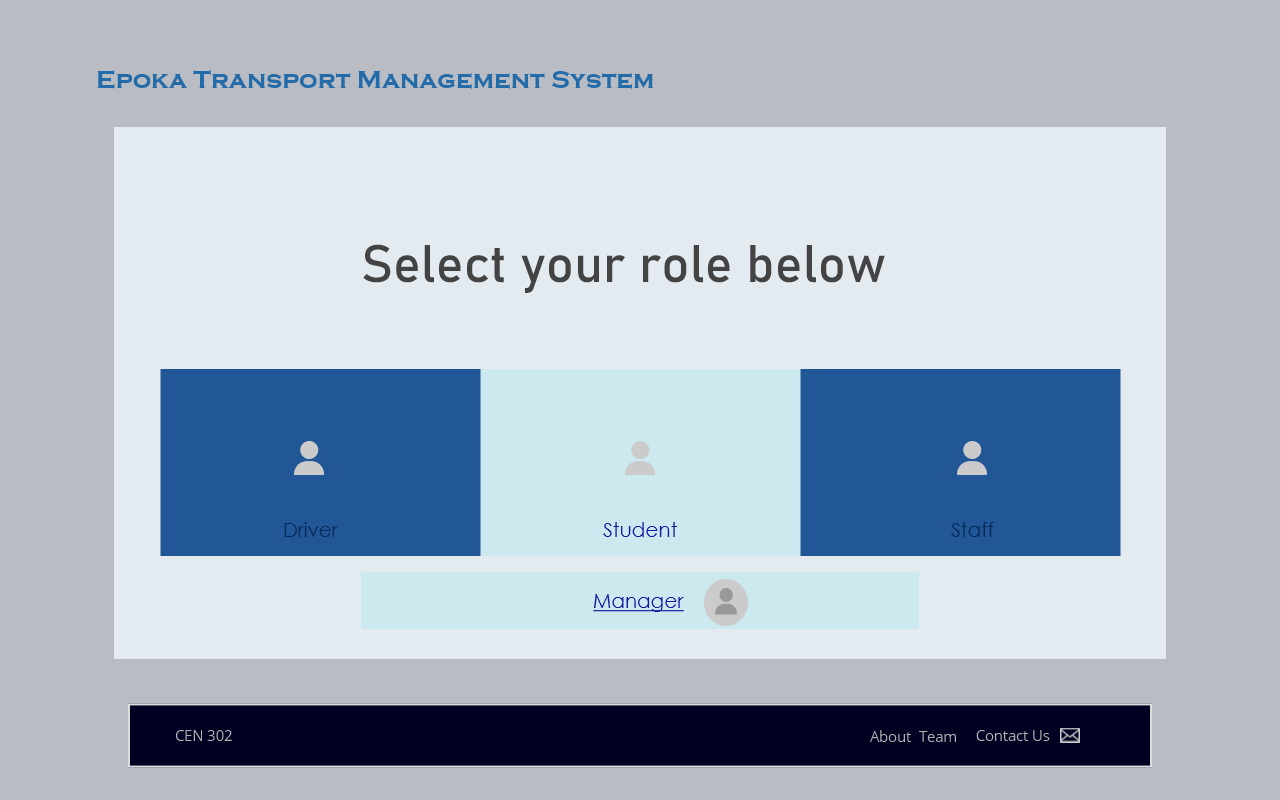 Epoka Transport Management System
Select your role below
Driver
Student
Staff
Manager
CEN 302
About Team
Contact Us